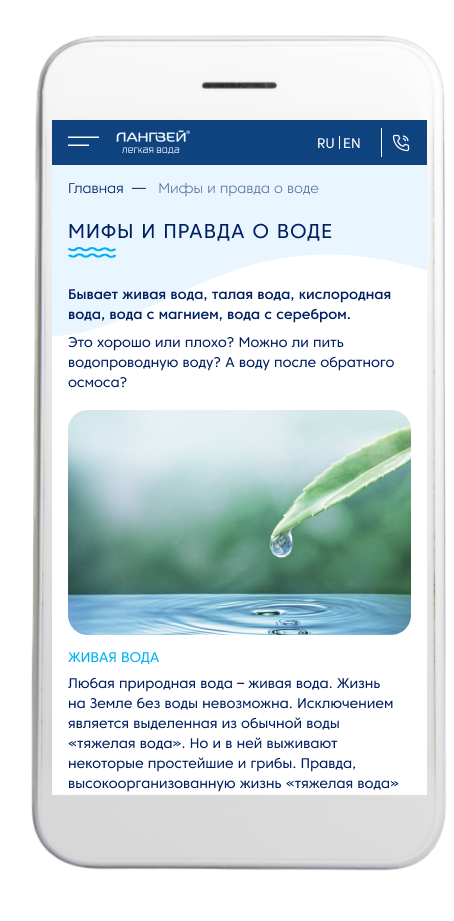 ЛАНГВЕЙ®
легкая вода
RU | EN
Главная — Мифы и правда о воде
МИФЫ И ПРАВДА О ВОДЕ
Бывает живая вода, талая вода, кислородная
вода, вода с магнием, вода с серебром.
Это хорошо или плохо? Можно ли пить
водопроводную воду? А воду после обратного
осмоса?
ЖИВАЯ ВОДА
Любая природная вода – живая вода. Жизнь
на Земле без воды невозможна. Исключением
является выделенная из обычной воды
«тяжелая вода». Но и в ней выживают
некоторые простейшие и грибы. Правда,
высокоорганизованную жизнь «тяжелая вода»